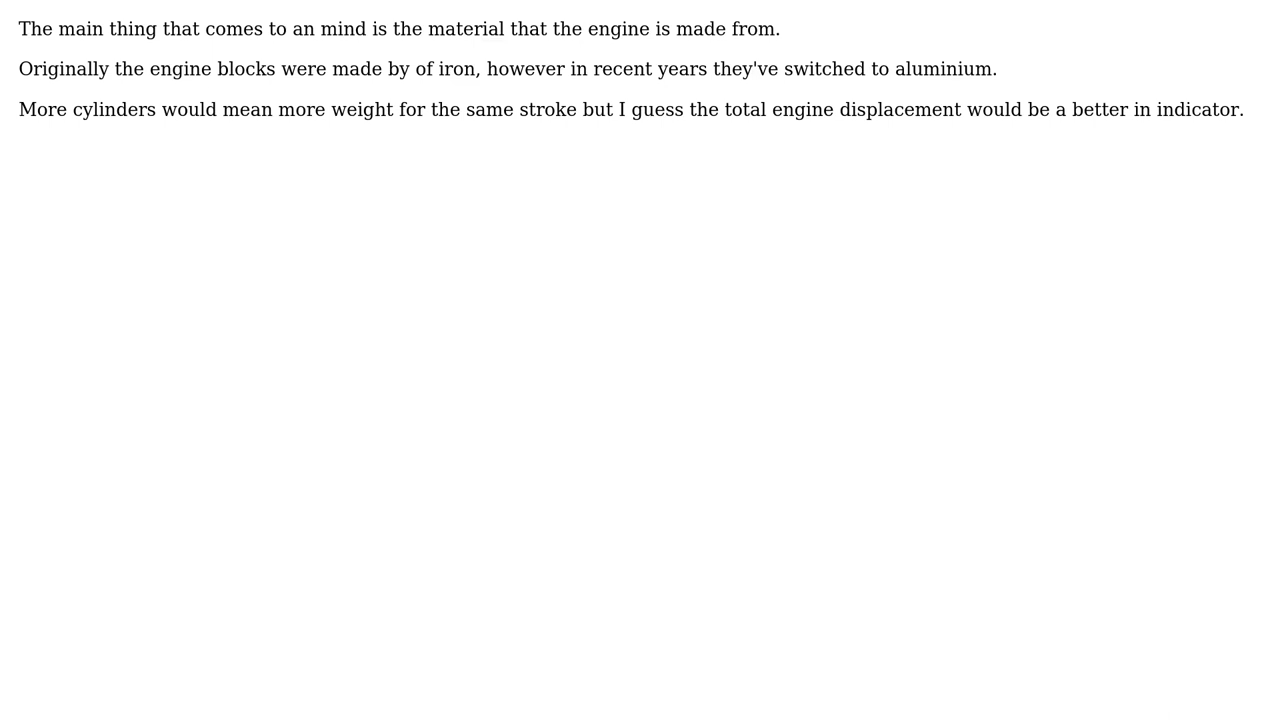 The main thing that comes to an mind is the material that the engine is made from.
Originally the engine blocks were made by of iron, however in recent years they've switched to aluminium.
More cylinders would mean more weight for the same stroke but I guess the total engine displacement would be a better in indicator.